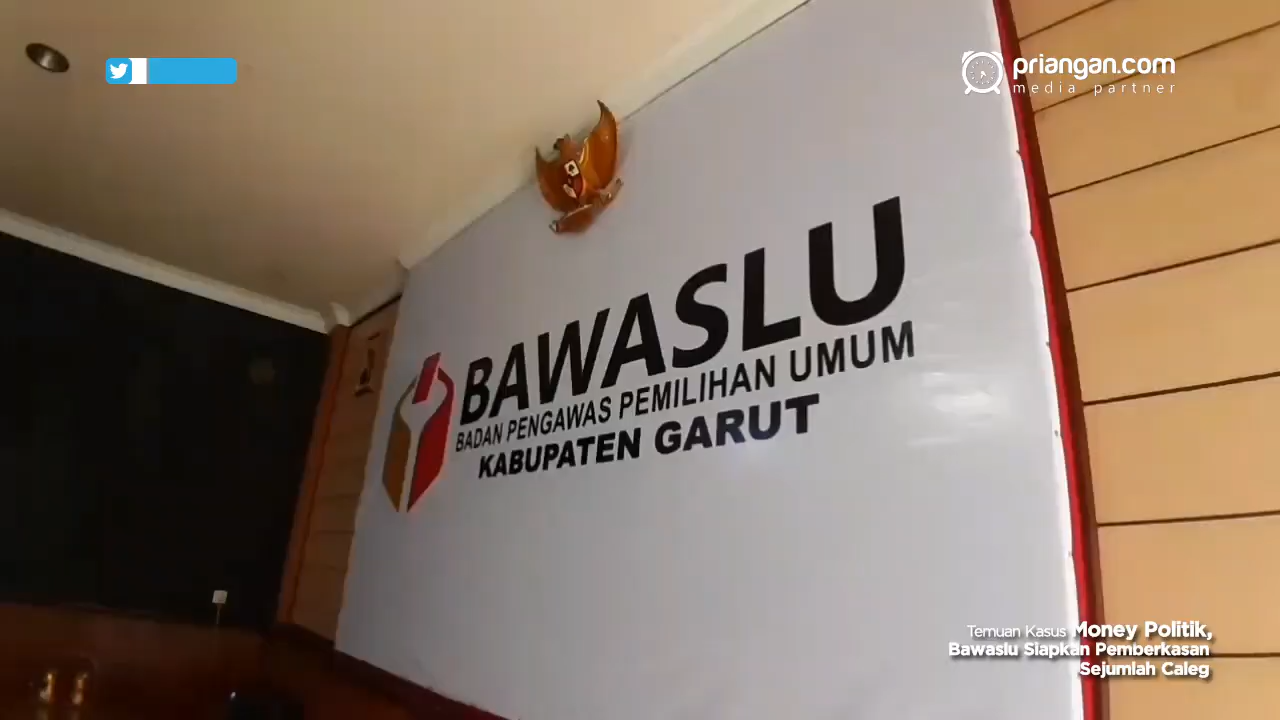 priangan.com
media partner
BAWASLU
BADAN PENGAWAS PEMILIHAN UMUM
KABUPATEN GARUT
Temuan Kasus Money Politik,
Bawaslu Siapkan Pemberkasan
Sejumlah Caleg